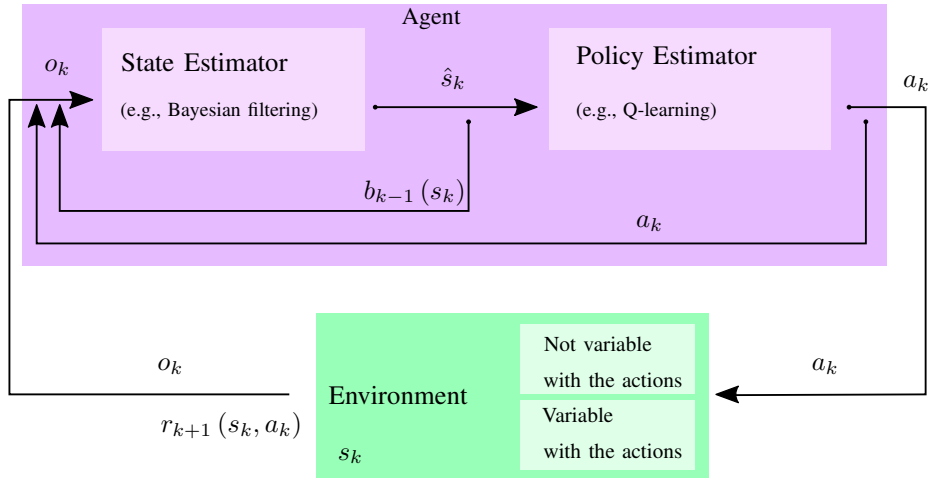 Agent
o_k
State Estimator
(e.g., Bayesian filtering)
ŝ_k
Policy Estimator
(e.g., Q-learning)
a_k
b_{k−1} (s_k)
a_k
o_k
r_{k+1} (s_k, a_k)
Environment
s_k
Not variable
with the actions
Variable
with the actions
a_k